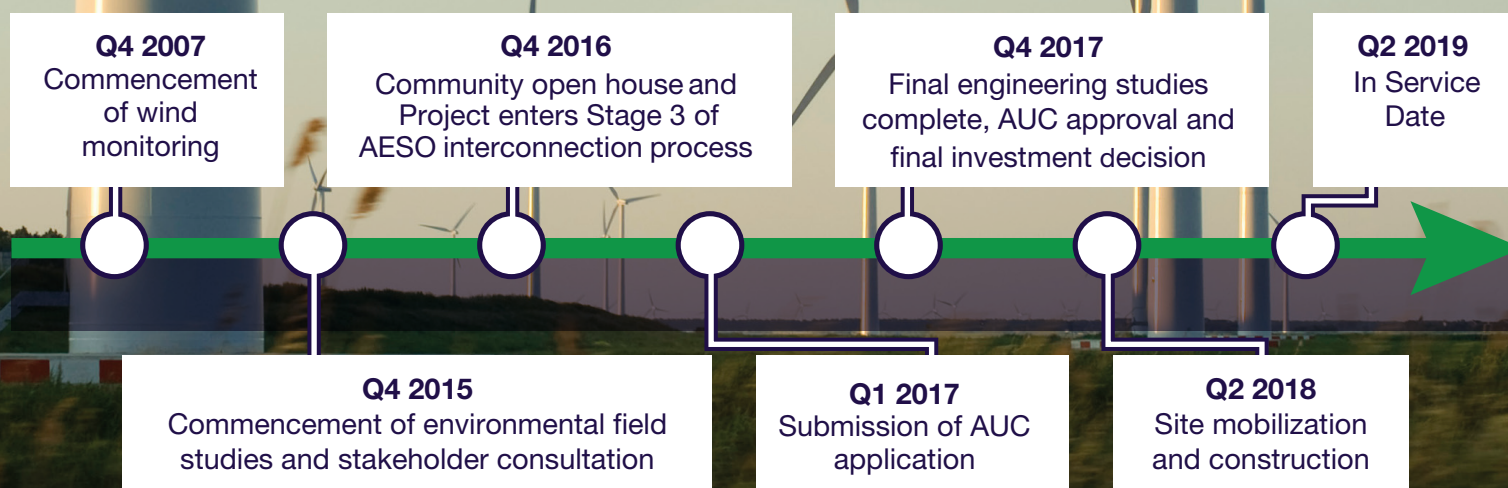 Q4 2007
Commencement
of wind
monitoring
Q4 2015
Commencement of environmental field
studies and stakeholder consultation
Q4 2016
Community open house and
Project enters Stage 3 of
AESO interconnection process
Q1 2017
Submission of AUC
application
Q4 2017
Final engineering studies
complete, AUC approval and
final investment decision
Q2 2018
Site mobilization
and construction
Q2 2019
In Service
Date